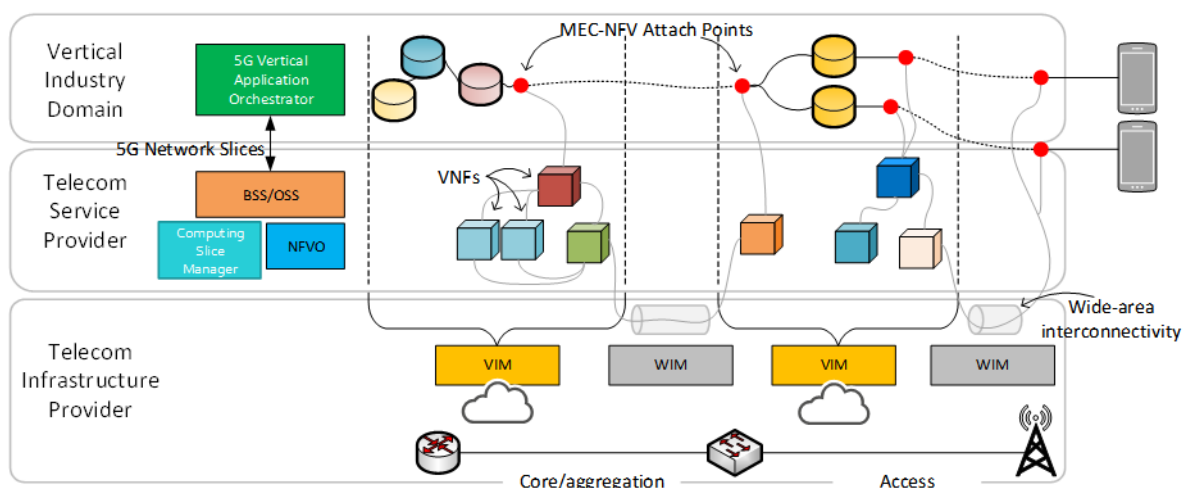 Vertical
Industry
Domain
5G Vertical
Application
Orchestrator
MEC-NFV Attach Points
5G Network Slices
Telecom
Service
Provider
BSS/OSS
Computing
Slice
Manager
NFVO
VNFs
Wide-area
interconnectivity
Telecom
Infrastructure
Provider
VIM
WIM
VIM
WIM
Core/aggregation
Access